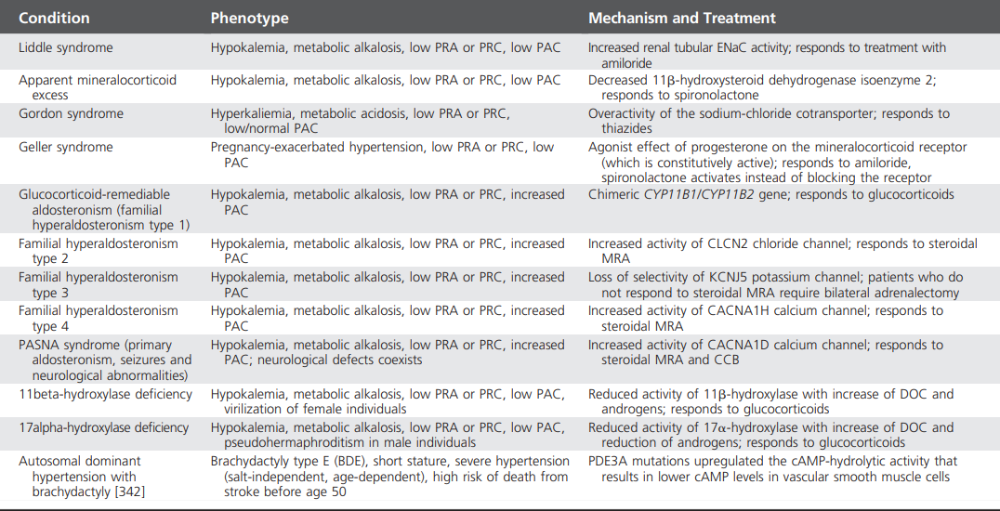 Condition Phenotype Mechanism and Treatment
Liddle syndrome Hypokalemia, metabolic alkalosis, low PRA or PRC, low PAC Increased renal tubular ENaC activity; responds to treatment with
amiloride
Apparent mineralocorticoid Hypokalemia, metabolic alkalosis, low PRA or PRC, low PAC Decreased 11β-hydroxysteroid dehydrogenase isoenzyme 2;
excess responds to spironolactone
Gordon syndrome Hyperkaliemia, metabolic acidosis, low PRA or PRC, Overactivity of the sodium-chloride cotransporter; responds to
low/normal PAC thiazides
Geller syndrome Pregnancy-exacerbated hypertension, low PRA or PRC, low Agonist effect of progesterone on the mineralocorticoid receptor
PAC (which is constitutively active); responds to amiloride,
spironolactone activates instead of blocking the receptor
Glucocorticoid-remediable Hypokalemia, metabolic alkalosis, low PRA or PRC, increased Chimeric CYP11B1/CYP11B2 gene; responds to glucocorticoids
aldosteronism (familial PAC
hyperaldosteronism type 1)
Familial hyperaldosteronism Hypokalemia, metabolic alkalosis, low PRA or PRC, increased Increased activity of CLCN2 chloride channel; responds to steroidal
type 2 PAC MRA
Familial hyperaldosteronism Hypokalemia, metabolic alkalosis, low PRA or PRC, increased Loss of selectivity of KCNJ5 potassium channel; patients who do
type 3 PAC not respond to steroidal MRA require bilateral adrenalectomy
Familial hyperaldosteronism Hypokalemia, metabolic alkalosis, low PRA or PRC, increased Increased activity of CACNA1H calcium channel; responds to
type 4 PAC steroidal MRA
PASNA syndrome (primary Hypokalemia, metabolic alkalosis, low PRA or PRC, increased Increased activity of CACNA1D calcium channel; responds to
aldosteronism, seizures and PAC; neurological defects coexists steroidal MRA and CCB
neurological abnormalities)
11beta-hydroxylase deficiency Hypokalemia, metabolic alkalosis, low PRA or PRC, low PAC, Reduced activity of 11β-hydroxylase with increase of DOC and
virilization of female individuals androgens; responds to glucocorticoids
17alpha-hydroxylase deficiency Hypokalemia, metabolic alkalosis, low PRA or PRC, low PAC, Reduced activity of 17α-hydroxylase with increase of DOC and
pseudohermaphroditism in male individuals reduction of androgens; responds to glucocorticoids
Autosomal dominant Brachydactyly type E (BDE), short stature, severe hypertension PDE3A mutations upregulated the cAMP-hydrolytic activity that
hypertension with (salt-independent, age-dependent), high risk of death from results in lower cAMP levels in vascular smooth muscle cells
brachydactyly [342] stroke before age 50